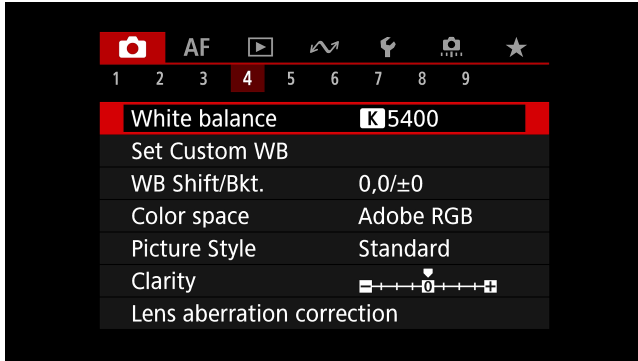 AF
1 2 3 4 5 6 7 8 9
White balance K 5400
Set Custom WB
WB Shift/Bkt. 0,0/±0
Color space Adobe RGB
Picture Style Standard
Clarity 0
Lens aberration correction